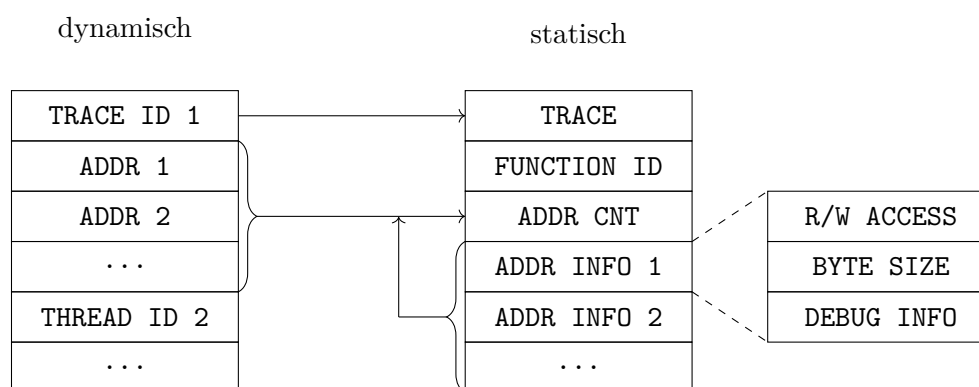 dynamisch
TRACE ID 1
ADDR 1
ADDR 2
...
THREAD ID 2
...
statisch
TRACE
FUNCTION ID
ADDR CNT
ADDR INFO 1
ADDR INFO 2
...
R/W ACCESS
BYTE SIZE
DEBUG INFO